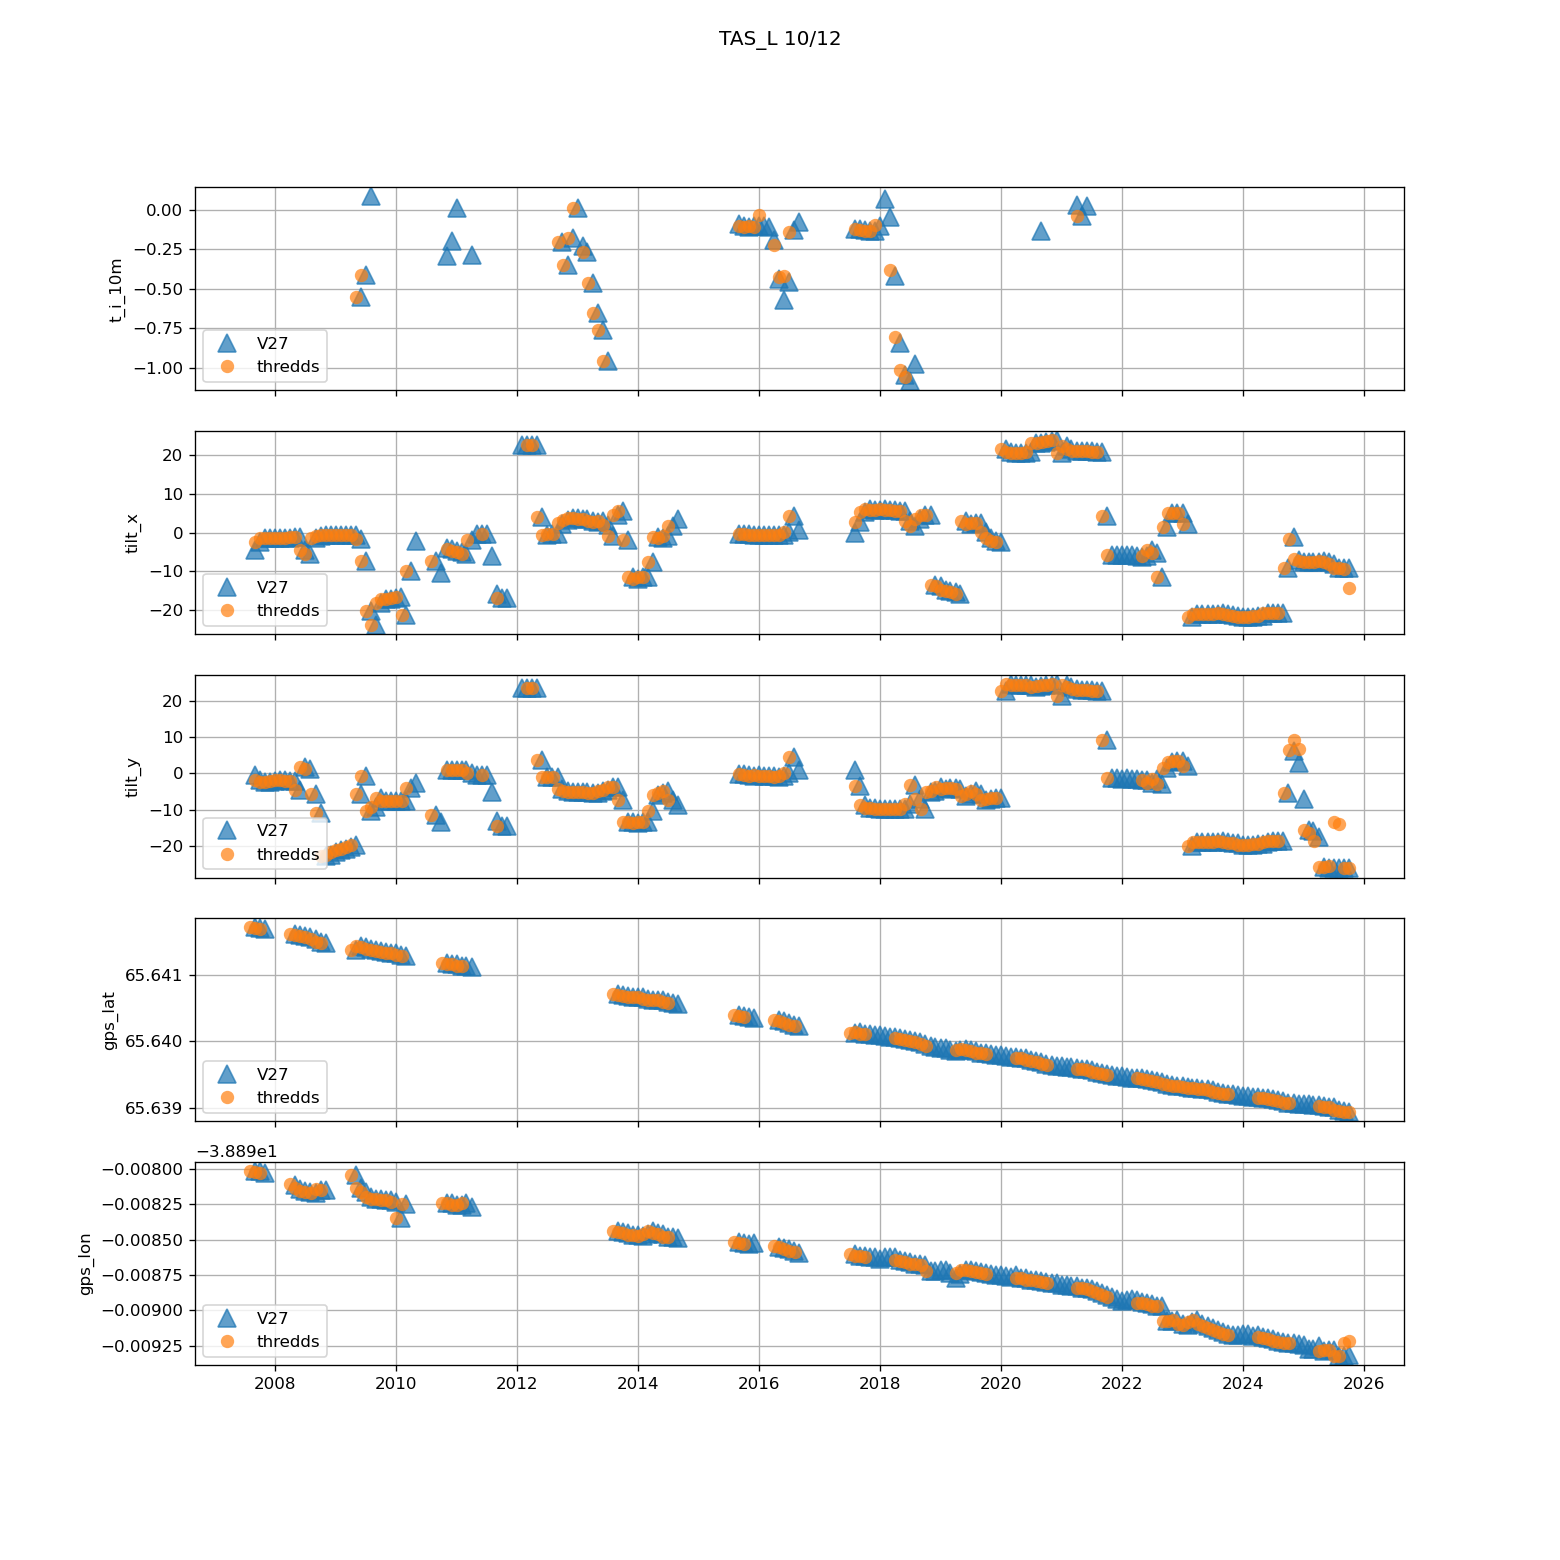 TAS_L 10/12
t_i_10m
0.00
−0.25
−0.50
−0.75
−1.00
V27
thredds
tilt_x
20
10
0
−10
−20
V27
thredds
tilt_y
20
10
0
−10
−20
V27
thredds
gps_lat
65.641
65.640
65.639
V27
thredds
−3.889e1
gps_lon
−0.00800
−0.00825
−0.00850
−0.00875
−0.00900
−0.00925
V27
thredds
2008 2010 2012 2014 2016 2018 2020 2022 2024 2026